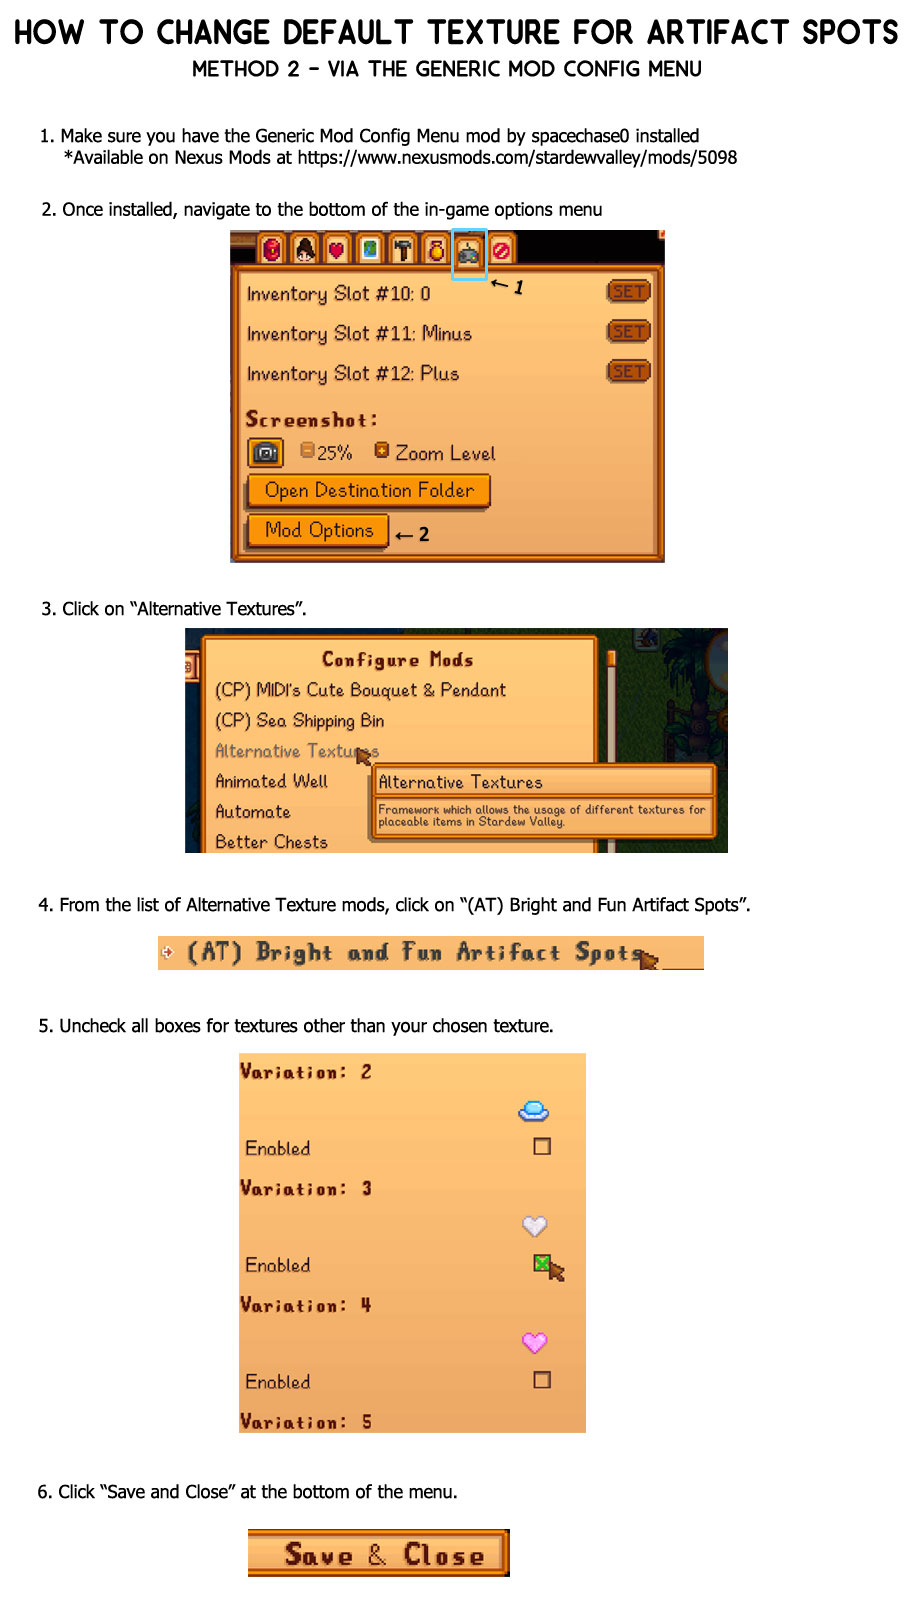 HOW TO CHANGE DEFAULT TEXTURE FOR ARTIFACT SPOTS
METHOD 2 - VIA THE GENERIC MOD CONFIG MENU
1. Make sure you have the Generic Mod Config Menu mod by spacechase0 installed
*Available on Nexus Mods at https://www.nexusmods.com/stardewvalley/mods/5098
2. Once installed, navigate to the bottom of the in-game options menu
←1
Inventory Slot #10: 0 SET
Inventory Slot #11: Minus SET
Inventory Slot #12: Plus SET
Screenshot:
25% Zoom Level
Open Destination Folder
Mod Options ←2
3. Click on “Alternative Textures”.
Configure Mods
(CP) MIDI's Cute Bouquet & Pendant
(CP) Sea Shipping Bin
Alternative Textures
Animated Well
Alternative Textures
Automate
Framework which allows the usage of different textures for
placeable items in Stardew Valley.
Better Chests
4. From the list of Alternative Texture mods, click on “(AT) Bright and Fun Artifact Spots”.
(AT) Bright and Fun Artifact Spots
5. Uncheck all boxes for textures other than your chosen texture.
Variation: 2
Enabled
Variation: 3
Enabled
Variation: 4
Enabled
Variation: 5
6. Click “Save and Close” at the bottom of the menu.
Save & Close